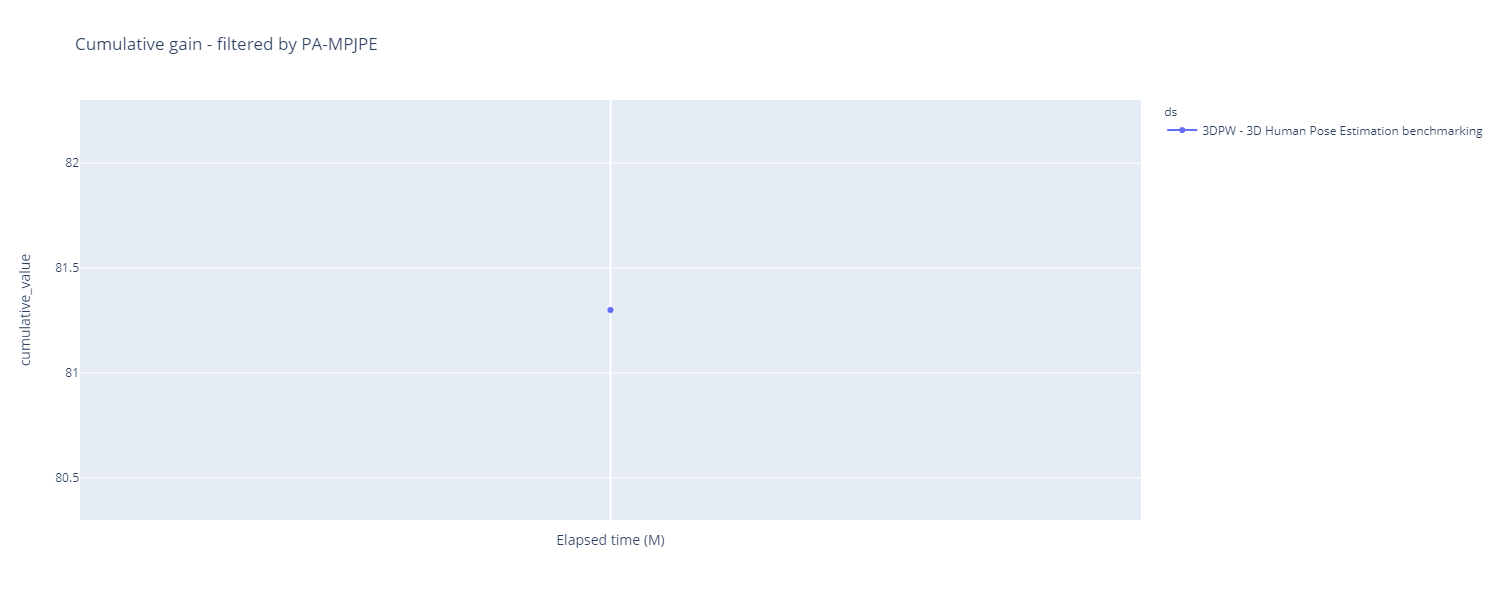 Cumulative gain - filtered by PA-MPJPE
ds
3DPW - 3D Human Pose Estimation benchmarking
82
81.5
81
80.5
cumulative_value
Elapsed time (M)